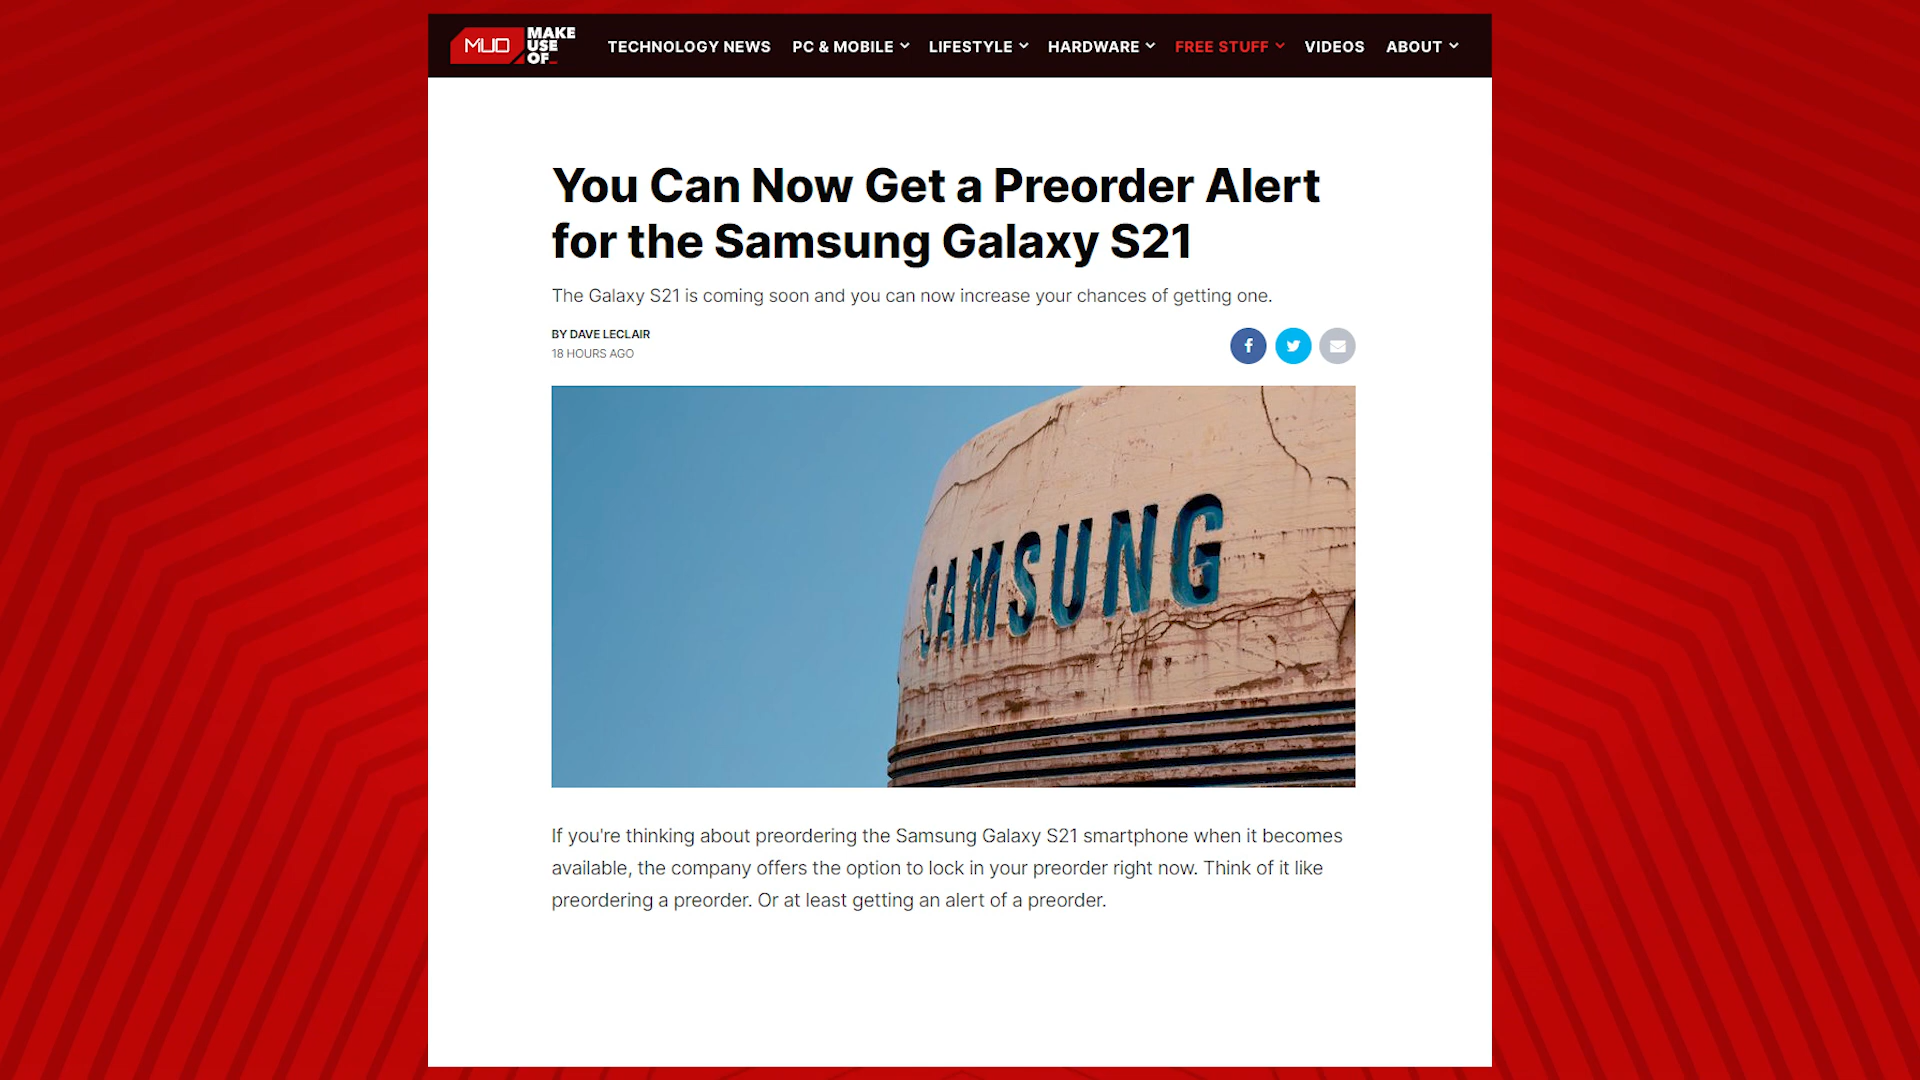 MUO MAKE
USE
OF_
TECHNOLOGY NEWS PC & MOBILE LIFESTYLE HARDWARE FREE STUFF VIDEOS ABOUT
You Can Now Get a Preorder Alert
for the Samsung Galaxy S21
The Galaxy S21 is coming soon and you can now increase your chances of getting one.
BY DAVE LECLAIR
18 HOURS AGO
SAMSUNG
If you're thinking about preordering the Samsung Galaxy S21 smartphone when it becomes
available, the company offers the option to lock in your preorder right now. Think of it like
preordering a preorder. Or at least getting an alert of a preorder.